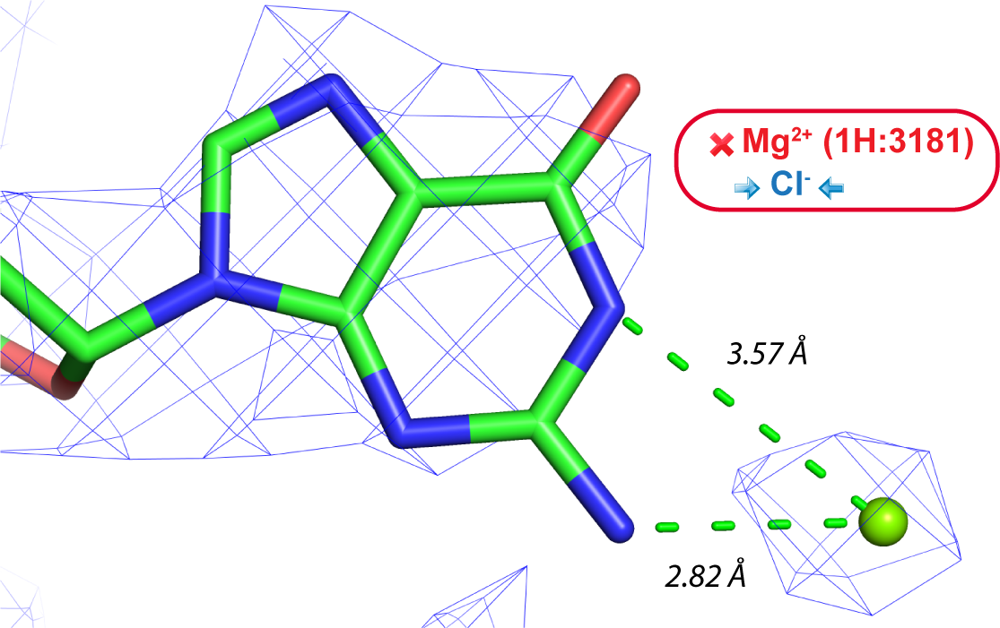 Mg²⁺ (1H:3181)
Cl⁻
3.57 Å
2.82 Å